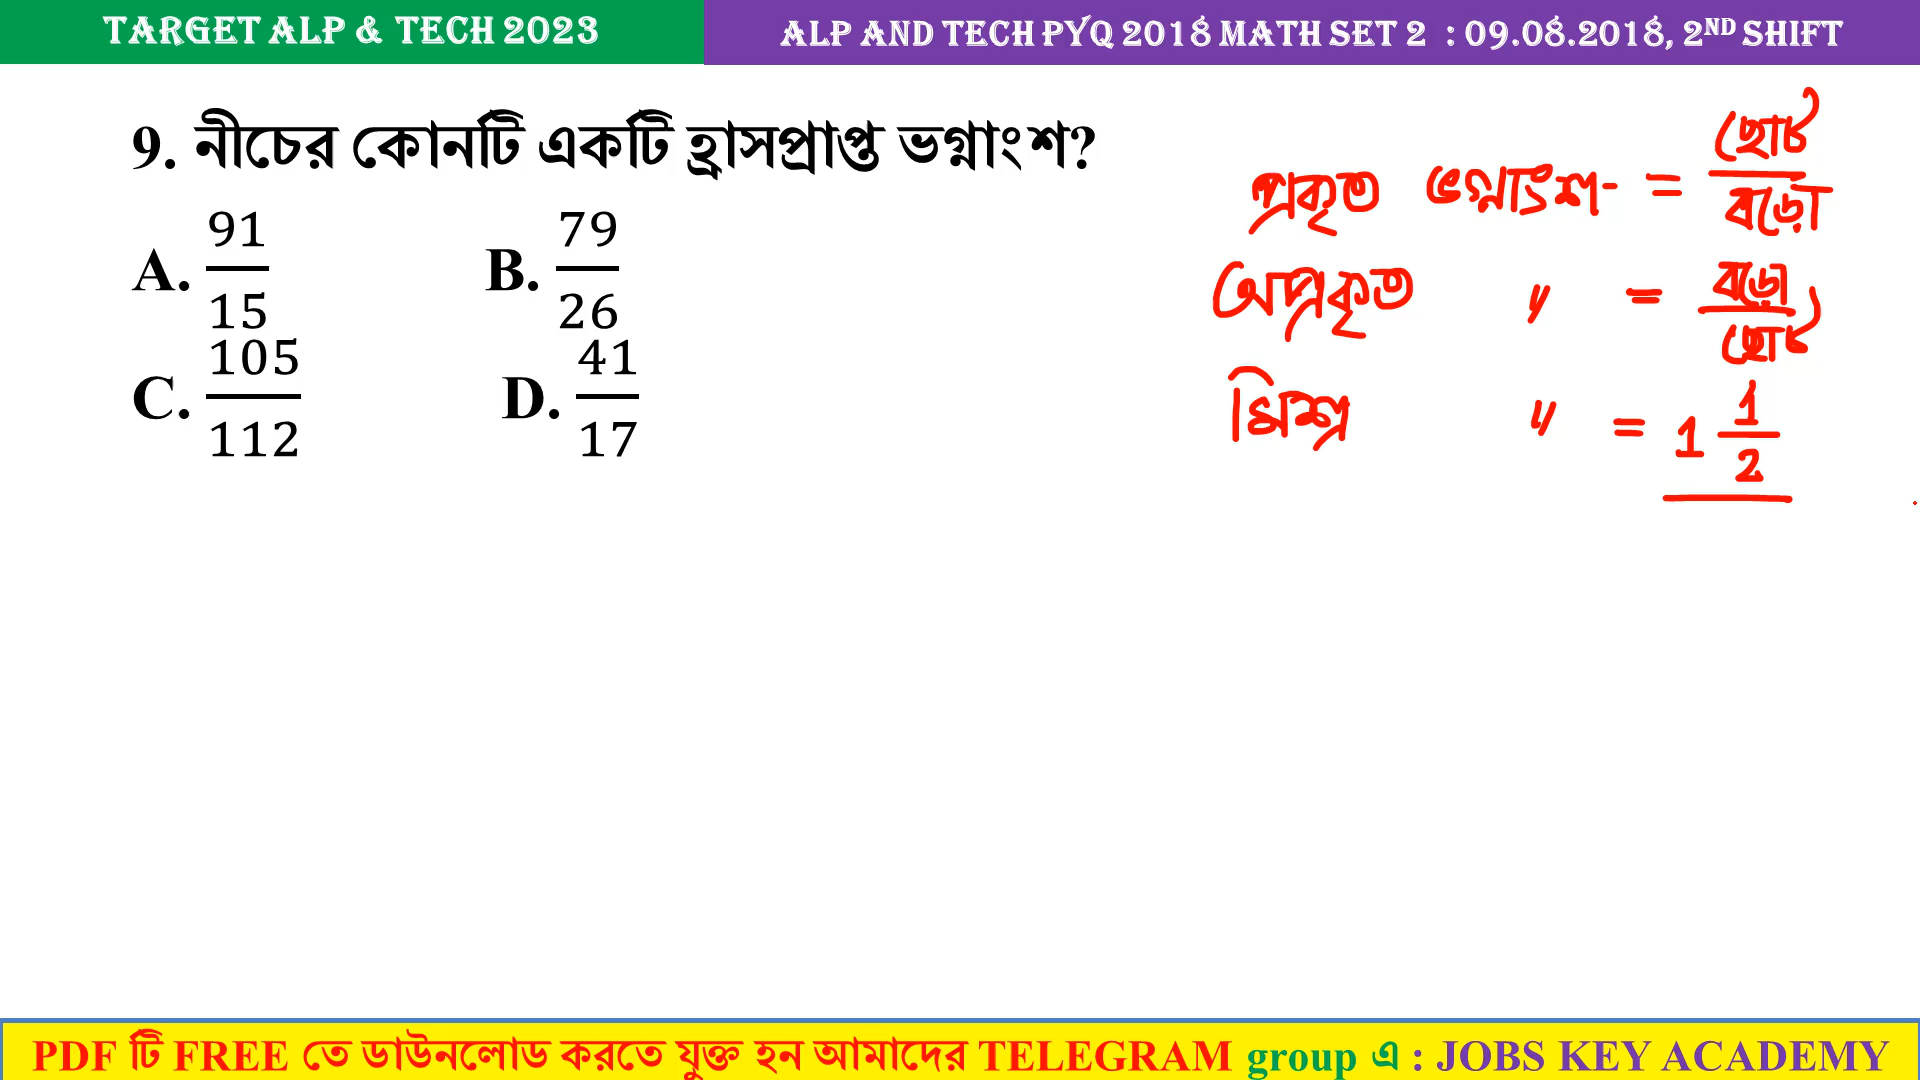 TARGET ALP & TECH 2023
ALP AND TECH PYQ 2018 MATH SET 2 : 09.08.2018, 2ND SHIFT
9. নীচের কোনটি একটি হ্রাসপ্রাপ্ত ভগ্নাংশ?
A. 91/15 B. 79/26
C. 105/112 D. 41/17
প্রকৃত ভগ্নাংশ = ছোট/বড়ো
অপ্রকৃত " = বড়ো/ছোট
মিশ্র " = 1 1/2
PDF টি FREE তে ডাউনলোড করতে যুক্ত হন আমাদের TELEGRAM group এ : JOBS KEY ACADEMY